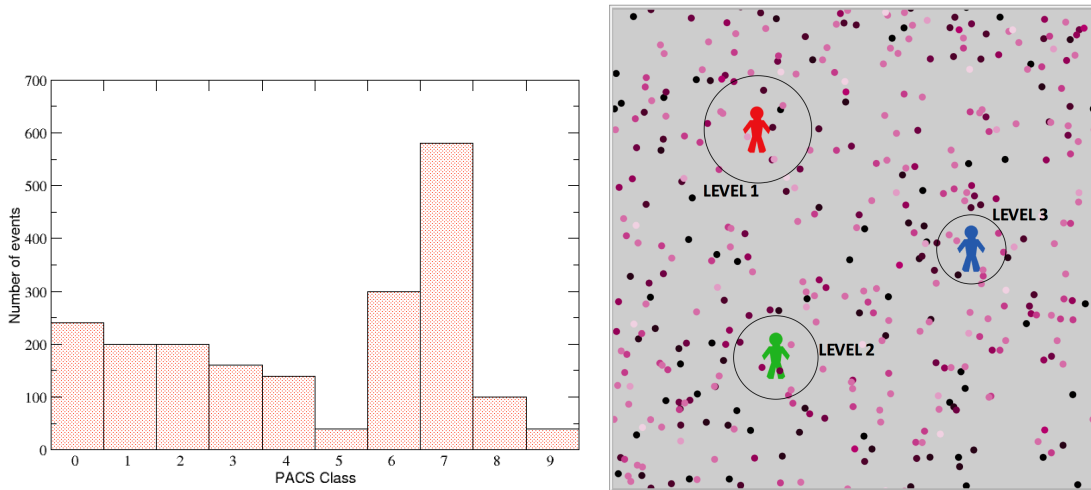 700
600
500
400
300
200
100
0
Number of events
0 1 2 3 4 5 6 7 8 9
PACS Class
LEVEL 1
LEVEL 3
LEVEL 2